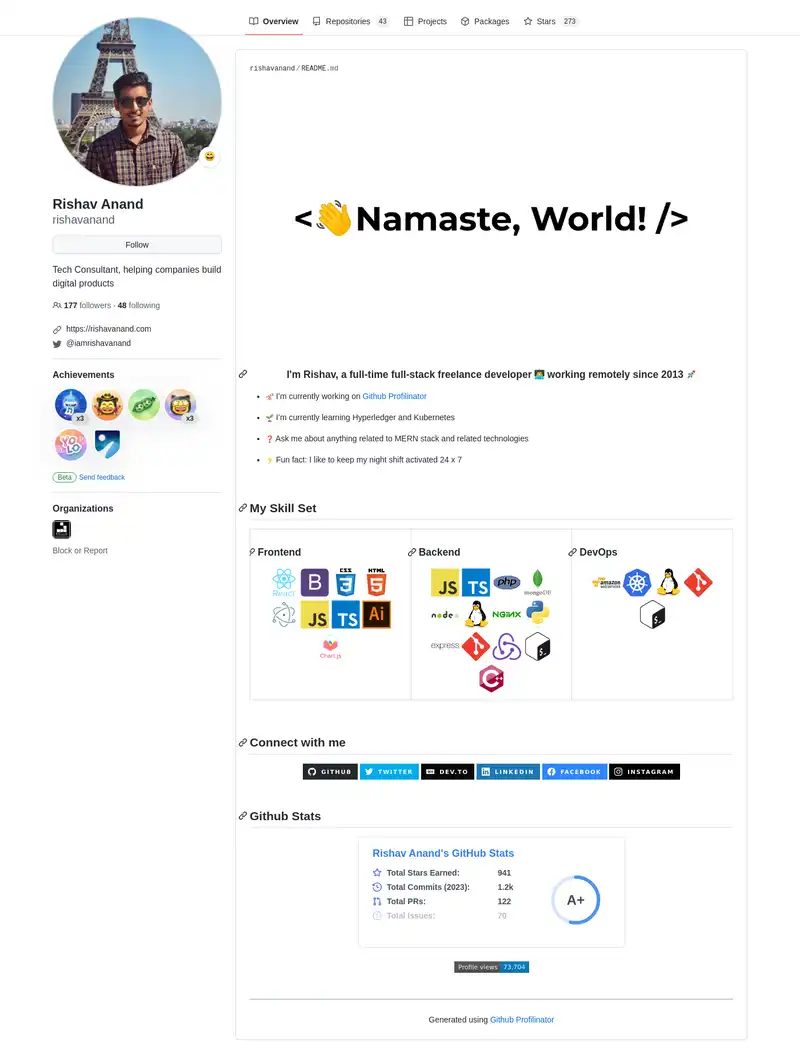 Overview
Repositories 43
Projects
Packages
Stars 273
Rishav Anand
rishavanand
Follow
Tech Consultant, helping companies build
digital products
177 followers · 48 following
https://rishavanand.com
@iamrishavanand
Achievements
x3
x3
YOLO
Beta Send feedback
Organizations
Block or Report
rishavanand/README.md
<👋Namaste, World! />
I'm Rishav, a full-time full-stack freelance developer 👨‍💻 working remotely since 2013 🚀
I'm currently working on Github Profilinator
🌱 I'm currently learning Hyperledger and Kubernetes
❓ Ask me about anything related to MERN stack and related technologies
⚡ Fun fact: I like to keep my night shift activated 24 x 7
My Skill Set
Frontend
React
B
CSS
3
HTML
5
JS
TS
Ai
Chart.js
Backend
JS
TS
php
mongoDB
node
NGINX
express
$_
C++
DevOps
amazon
webservices
$_
Connect with me
GITHUB
TWITTER
DEV.TO
LINKEDIN
FACEBOOK
INSTAGRAM
Github Stats
Rishav Anand's GitHub Stats
Total Stars Earned: 941
Total Commits (2023): 1.2k
Total PRs: 122
Total Issues: 70
A+
Profile views 73,704
Generated using Github Profilinator